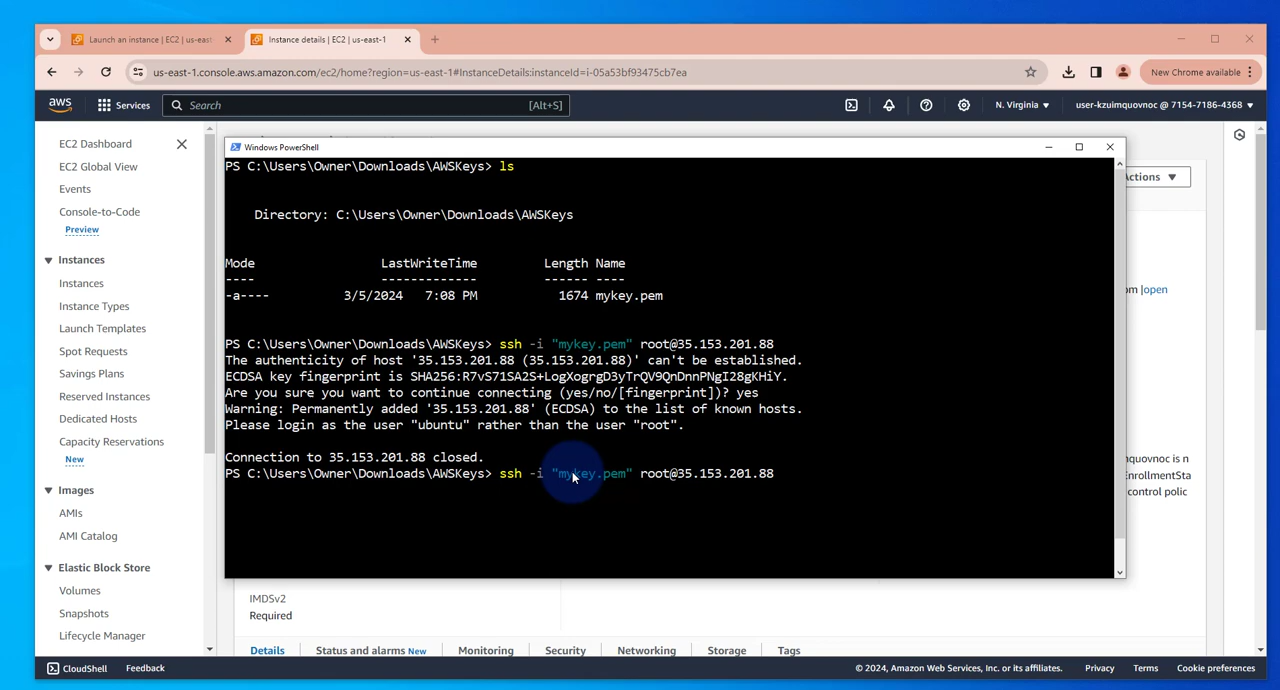 Launch an instance | EC2 | us-east
Instance details | EC2 | us-east-1
us-east-1.console.aws.amazon.com/ec2/home?region=us-east-1#InstanceDetails:instanceId=i-05a53bf93475cb7ea
New Chrome available
aws
Services
Search
[Alt+S]
N. Virginia
user-kzuimquovnoc @ 7154-7186-4368
EC2 Dashboard
EC2 Global View
Events
Console-to-Code
Preview
Instances
Instances
Instance Types
Launch Templates
Spot Requests
Savings Plans
Reserved Instances
Dedicated Hosts
Capacity Reservations
New
Images
AMIs
AMI Catalog
Elastic Block Store
Volumes
Snapshots
Lifecycle Manager
Windows PowerShell
PS C:\Users\Owner\Downloads\AWSKeys> ls
Directory: C:\Users\Owner\Downloads\AWSKeys
Mode LastWriteTime Length Name
---- ------------- ------ ----
-a---- 3/5/2024 7:08 PM 1674 mykey.pem
PS C:\Users\Owner\Downloads\AWSKeys> ssh -i "mykey.pem" root@35.153.201.88
The authenticity of host '35.153.201.88 (35.153.201.88)' can't be established.
ECDSA key fingerprint is SHA256:R7vS71SA2S+LogXogrgD3yTrQV9QnDnnPNgI28gKHiY.
Are you sure you want to continue connecting (yes/no/[fingerprint])? yes
Warning: Permanently added '35.153.201.88' (ECDSA) to the list of known hosts.
Please login as the user "ubuntu" rather than the user "root".
Connection to 35.153.201.88 closed.
PS C:\Users\Owner\Downloads\AWSKeys> ssh -i "mykey.pem" root@35.153.201.88
ctions
om |open
quovnoc is n
EnrollmentSta
control polic
IMDSv2
Required
Details
Status and alarms New
Monitoring
Security
Networking
Storage
Tags
CloudShell
Feedback
© 2024, Amazon Web Services, Inc. or its affiliates.
Privacy
Terms
Cookie preferences